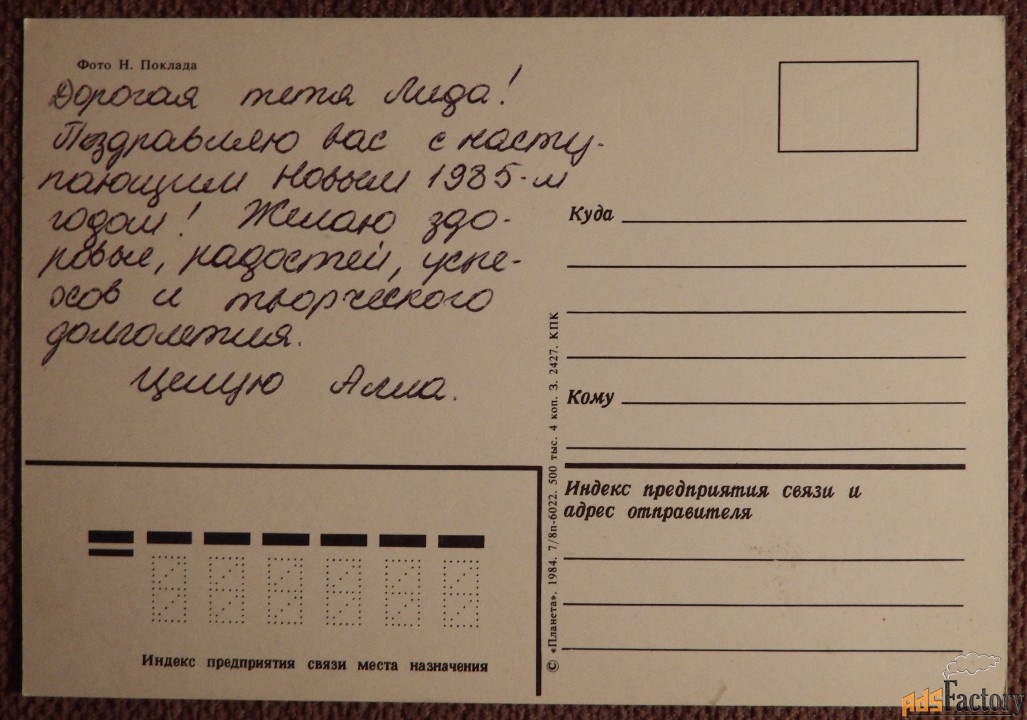 Фото Н. Поклада
Дорогая тетя Лида!
Поздравляю вас с насту-
пающим Новым 1985-м
годом! Желаю здо-
ровье, радостей, успе-
хов и творческого
долголетия.
Целую Алла.
Куда
Кому
Индекс предприятия связи и
адрес отправителя
© «Планета». 1984. 7/8п-6022. 500 тыс. 4 коп. З. 2427. КПК
Индекс предприятия связи места назначения
AdsFactory